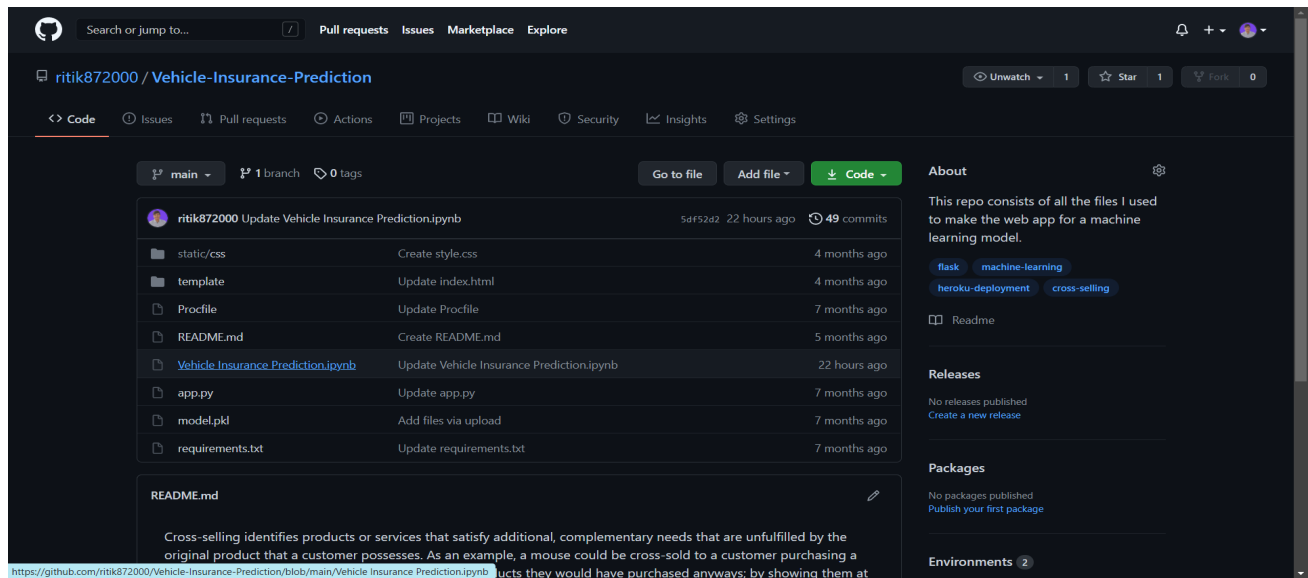 Search or jump to... / Pull requests Issues Marketplace Explore
ritik872000 / Vehicle-Insurance-Prediction Unwatch 1 Star 1 Fork 0
<> Code Issues Pull requests Actions Projects Wiki Security Insights Settings
main 1 branch 0 tags Go to file Add file Code
ritik872000 Update Vehicle Insurance Prediction.ipynb 5df52d2 22 hours ago 49 commits
static/css Create style.css 4 months ago
template Update index.html 4 months ago
Procfile Update Procfile 7 months ago
README.md Create README.md 5 months ago
Vehicle Insurance Prediction.ipynb Update Vehicle Insurance Prediction.ipynb 22 hours ago
app.py Update app.py 7 months ago
model.pkl Add files via upload 7 months ago
requirements.txt Update requirements.txt 7 months ago
README.md
Cross-selling identifies products or services that satisfy additional, complementary needs that are unfulfilled by the
original product that a customer possesses. As an example, a mouse could be cross-sold to a customer purchasing a
ucts they would have purchased anyways; by showing them at
https://github.com/ritik872000/Vehicle-Insurance-Prediction/blob/main/Vehicle Insurance Prediction.ipynb
About
This repo consists of all the files I used
to make the web app for a machine
learning model.
flask machine-learning
heroku-deployment cross-selling
Readme
Releases
No releases published
Create a new release
Packages
No packages published
Publish your first package
Environments 2